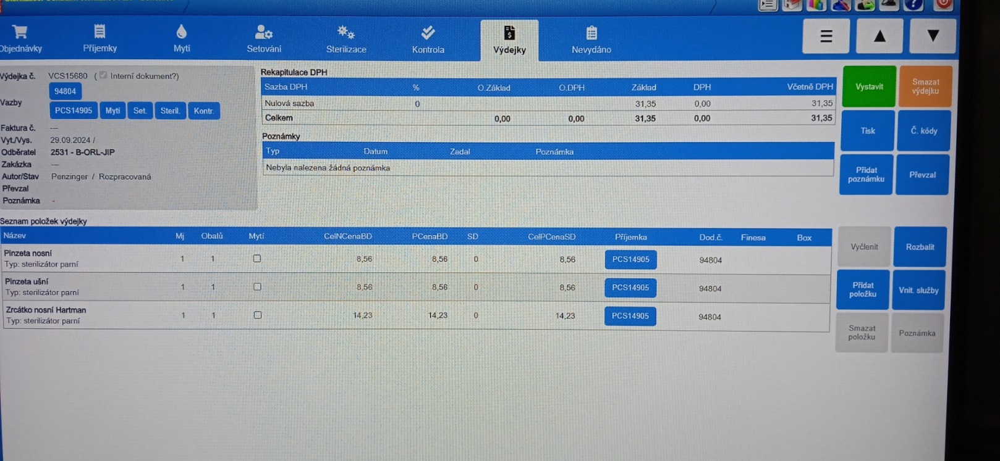 Objednávky Příjemky Mytí Setování Sterilizace Kontrola Výdejky Nevydáno
Výdejka č. VCS15680 ( Interní dokument?)
94804
Vazby
PCS14905 Mytí Set. Steril. Kontr.
Faktura č. ---
Vyt./Vys. 29.09.2024 /
Odběratel 2531 - B-ORL-JIP
Zakázka ---
Autor/Stav Penzinger / Rozpracovaná
Převzal
Poznámka -
Rekapitulace DPH
Sazba DPH % O.Základ O.DPH Základ DPH Včetně DPH
Nulová sazba 0 31,35 0,00 31,35
Celkem 0,00 0,00 31,35 0,00 31,35
Poznámky
Typ Datum Zadal Poznámka
Nebyla nalezena žádná poznámka
Vystavit Smazat výdejku
Tisk Č. kódy
Přidat poznámku Převzal
Seznam položek výdejky
Název Mj Obalů Mytí CelNCenaBD PCenaBD SD CelPCenaSD Příjemka Dod.č. Finesa Box
Pinzeta nosní 1 1 8,56 8,56 0 8,56 PCS14905 94804
Typ: sterilizátor parní
Pinzeta ušní 1 1 8,56 8,56 0 8,56 PCS14905 94804
Typ: sterilizátor parní
Zrcátko nosní Hartman 1 1 14,23 14,23 0 14,23 PCS14905 94804
Typ: sterilizátor parní
Vyčlenit Rozbalit
Přidat položku Vnit. služby
Smazat položku Poznámka